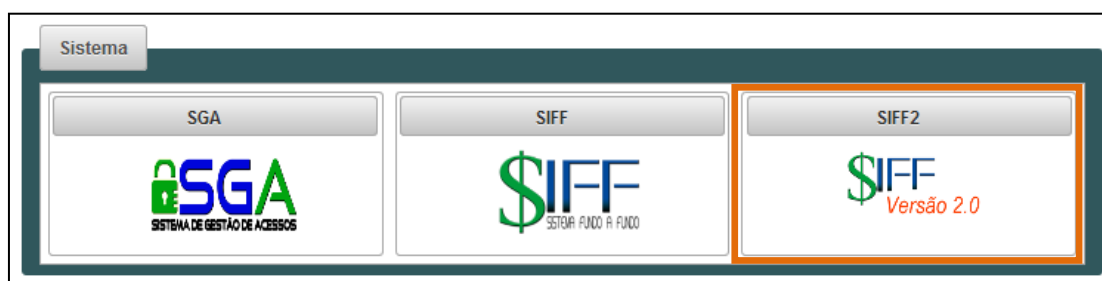 Sistema
SGA
SIFF
SIFF2
SGA
SISTEMA DE GESTÃO DE ACESSOS
$IFF
SISTEMA FUNDO A FUNDO
$IFF
Versão 2.0